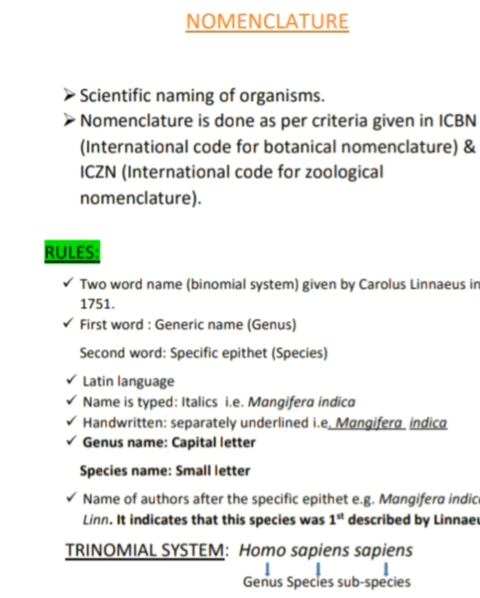 NOMENCLATURE
➢ Scientific naming of organisms.
➢ Nomenclature is done as per criteria given in ICBN
(International code for botanical nomenclature) &
ICZN (International code for zoological
nomenclature).
RULES:
✓ Two word name (binomial system) given by Carolus Linnaeus in
1751.
✓ First word : Generic name (Genus)
Second word: Specific epithet (Species)
✓ Latin language
✓ Name is typed: Italics i.e. Mangifera indica
✓ Handwritten: separately underlined i.e. Mangifera indica
✓ Genus name: Capital letter
Species name: Small letter
✓ Name of authors after the specific epithet e.g. Mangifera indic
Linn. It indicates that this species was 1st described by Linnaeu
TRINOMIAL SYSTEM: Homo sapiens sapiens
Genus Species sub-species